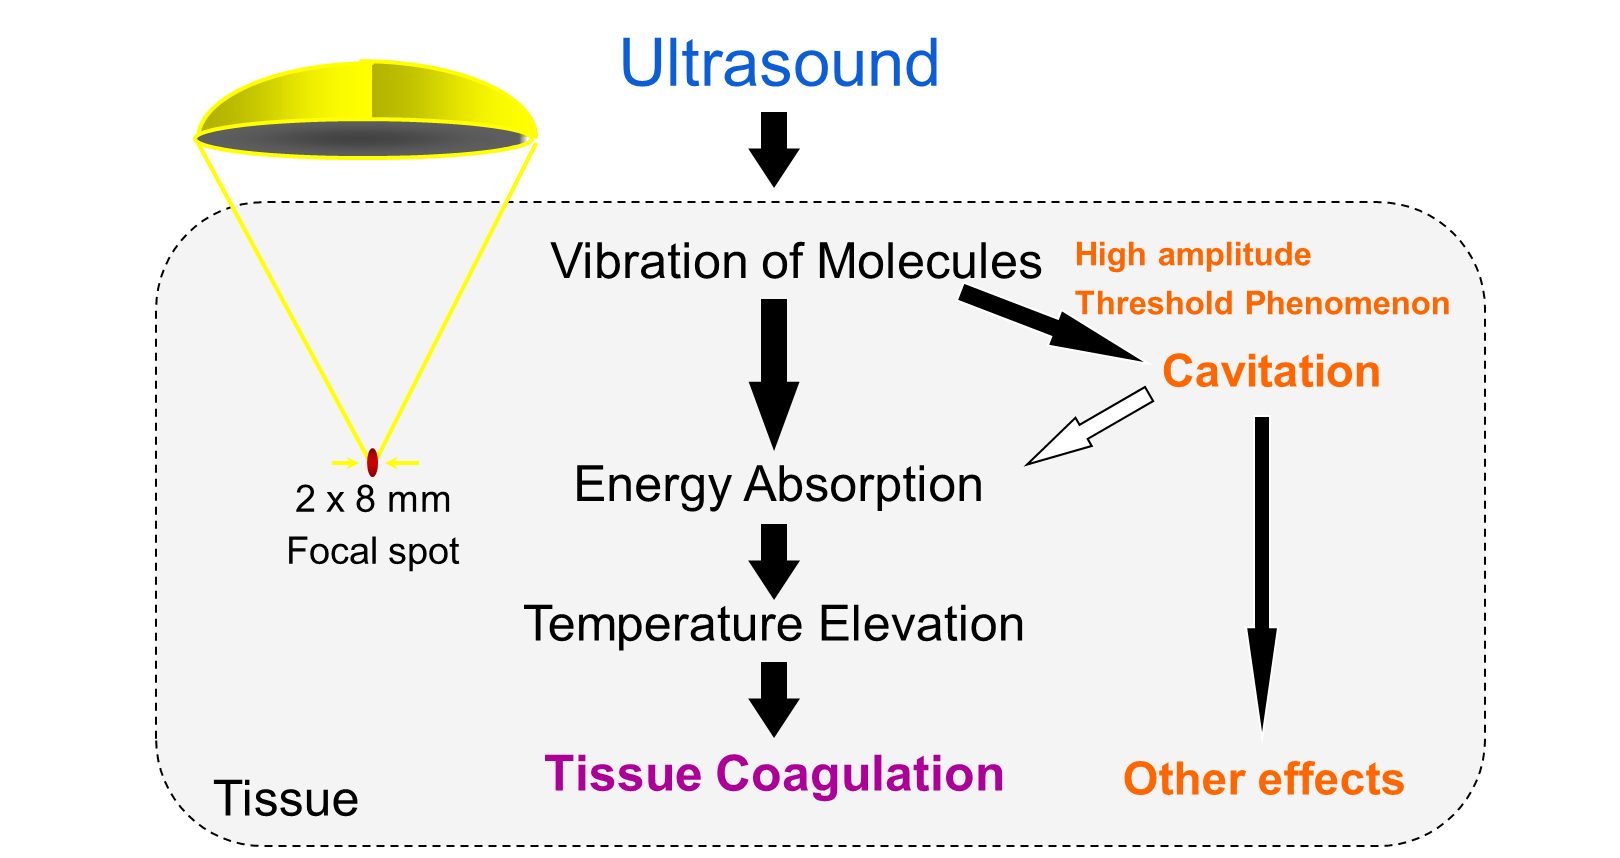 Ultrasound
Vibration of Molecules
High amplitude
Threshold Phenomenon
Cavitation
Energy Absorption
2 x 8 mm
Focal spot
Temperature Elevation
Tissue Coagulation
Other effects
Tissue